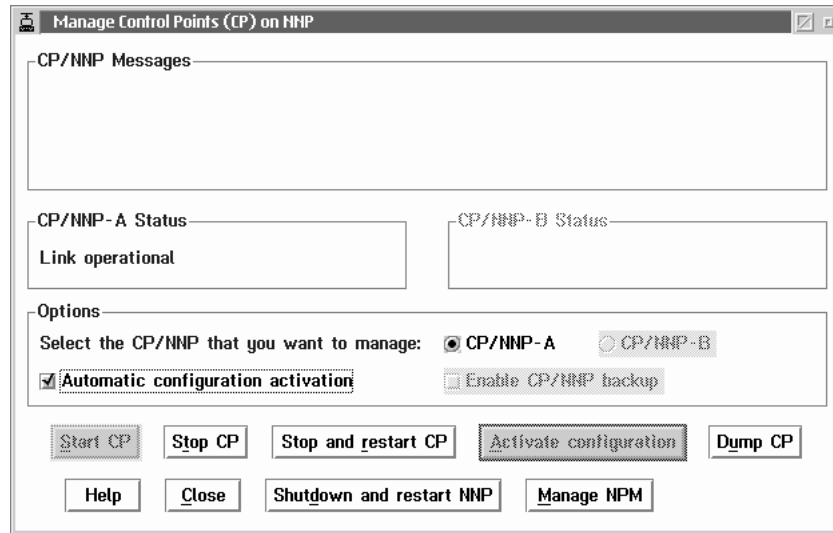 Manage Control Points (CP) on NNP
CP/NNP Messages
CP/NNP-A Status
CP/NNP-B Status
Link operational
Options
Select the CP/NNP that you want to manage: CP/NNP-A CP/NNP-B
Automatic configuration activation Enable CP/NNP backup
Start CP Stop CP Stop and restart CP Activate configuration Dump CP
Help Close Shutdown and restart NNP Manage NPM